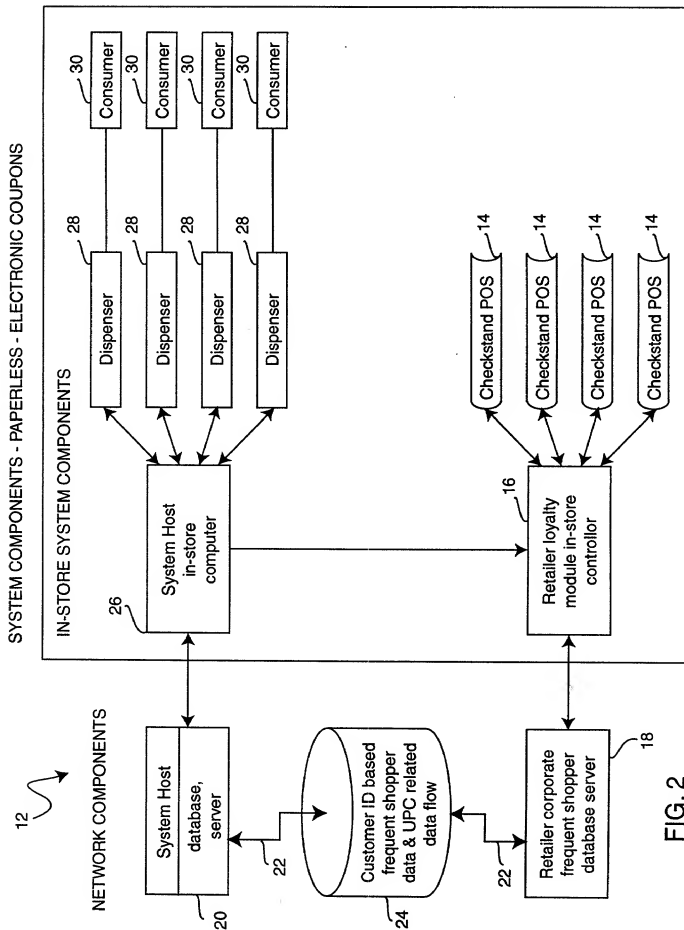 SYSTEM COMPONENTS - PAPERLESS - ELECTRONIC COUPONS
12
NETWORK COMPONENTS
IN-STORE SYSTEM COMPONENTS
System Host
database,
server
20
22
Customer ID based
frequent shopper
data & UPC related
data flow
24
22
Retailer corporate
frequent shopper
database server
18
26
System Host
in-store
computer
16
Retailer loyalty
module in-store
controllor
28
Dispenser
30
Consumer
28
Dispenser
30
Consumer
28
Dispenser
30
Consumer
28
Dispenser
30
Consumer
Checkstand POS
14
Checkstand POS
14
Checkstand POS
14
Checkstand POS
14
FIG. 2